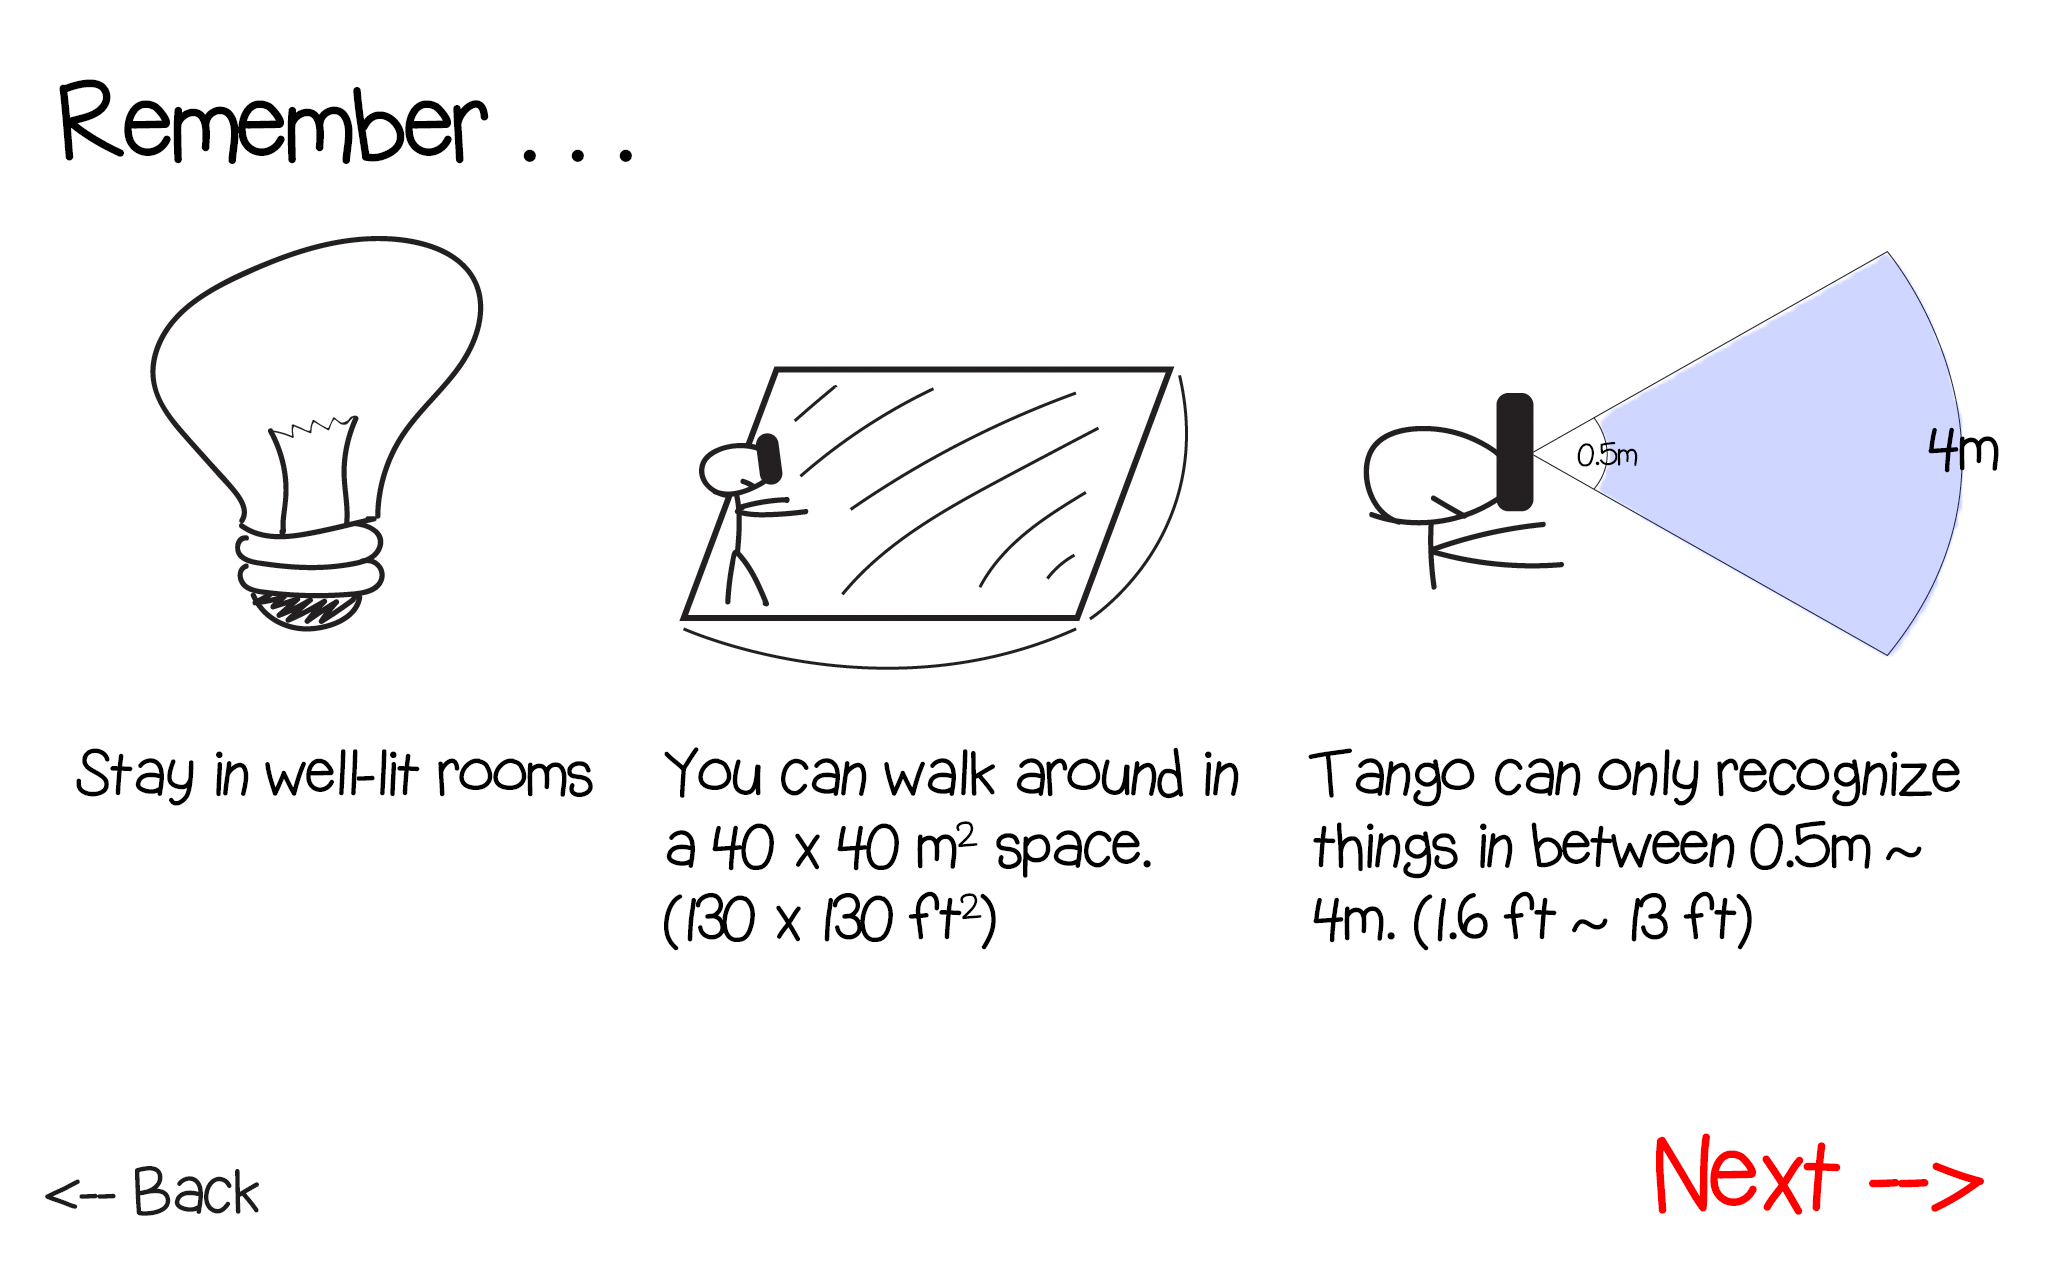 Remember . . .
0.5m
4m
Stay in well-lit rooms
You can walk around in
a 40 x 40 m² space.
(130 x 130 ft²)
Tango can only recognize
things in between 0.5m ~
4m. (1.6 ft ~ 13 ft)
<-- Back
Next -->